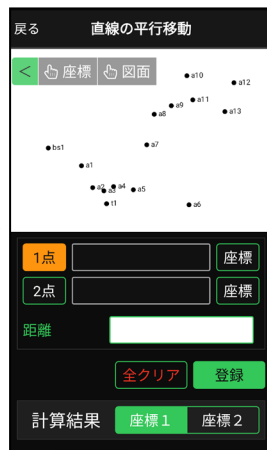 戻る 直線の平行移動
< 座標 図面
a10
a12
a9 a11
a8 a13
bs1 a7
a1
a2 a3 a4 a5
t1 a6
1点 座標
2点 座標
距離
全クリア 登録
計算結果 座標1 座標2